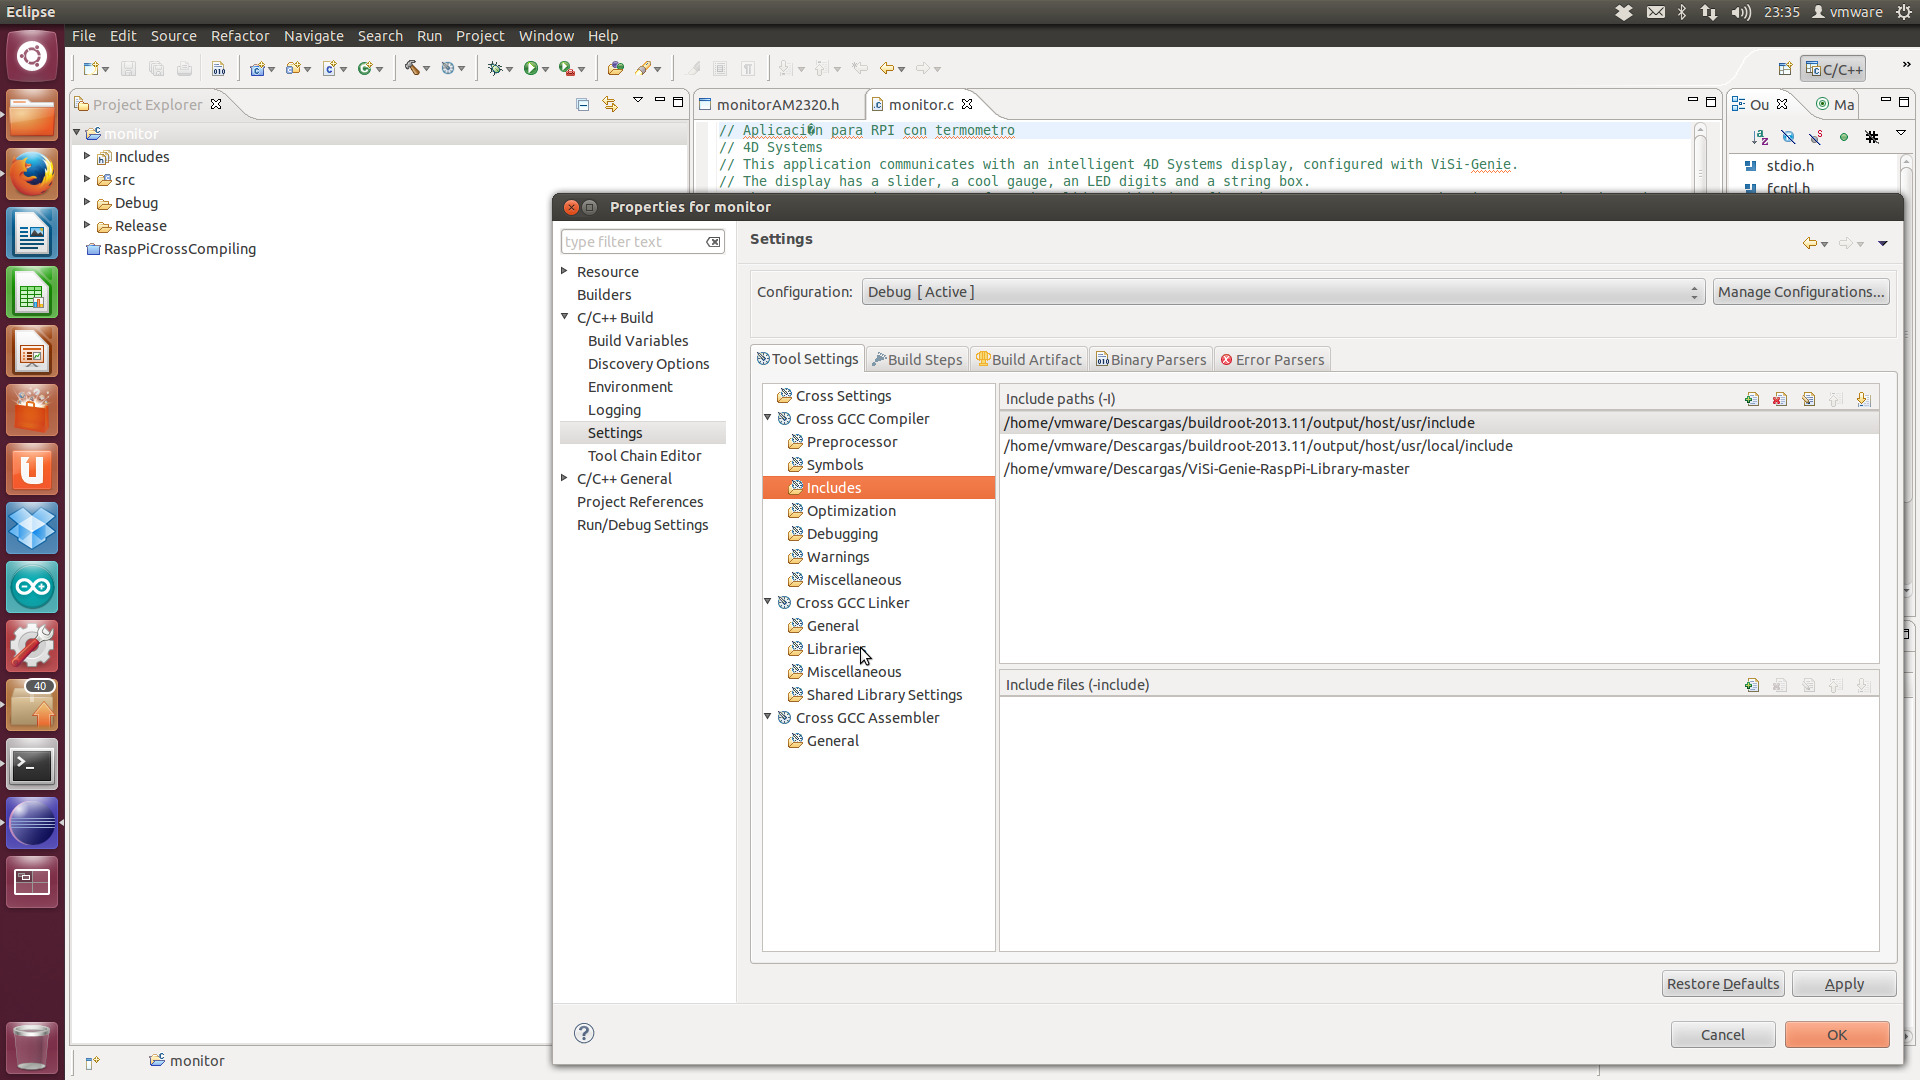 Eclipse
23:35
vmware
File Edit Source Refactor Navigate Search Run Project Window Help
C/C++
Project Explorer
monitorAM2320.h
monitor.c
Ou
Ma
monitor
Includes
src
Debug
Release
RaspPiCrossCompiling
// Aplicaci�n para RPI con termometro
// 4D Systems
// This application communicates with an intelligent 4D Systems display, configured with ViSi-Genie.
// The display has a slider, a cool gauge, an LED digits and a string box.
stdio.h
fcntl.h
Properties for monitor
type filter text
Resource
Builders
C/C++ Build
Build Variables
Discovery Options
Environment
Logging
Settings
Tool Chain Editor
C/C++ General
Project References
Run/Debug Settings
Settings
Configuration:
Debug [ Active ]
Manage Configurations...
Tool Settings
Build Steps
Build Artifact
Binary Parsers
Error Parsers
Cross Settings
Cross GCC Compiler
Preprocessor
Symbols
Includes
Optimization
Debugging
Warnings
Miscellaneous
Cross GCC Linker
General
Libraries
Miscellaneous
Shared Library Settings
Cross GCC Assembler
General
Include paths (-I)
/home/vmware/Descargas/buildroot-2013.11/output/host/usr/include
/home/vmware/Descargas/buildroot-2013.11/output/host/usr/local/include
/home/vmware/Descargas/ViSi-Genie-RaspPi-Library-master
Include files (-include)
Restore Defaults
Apply
Cancel
OK
40
monitor